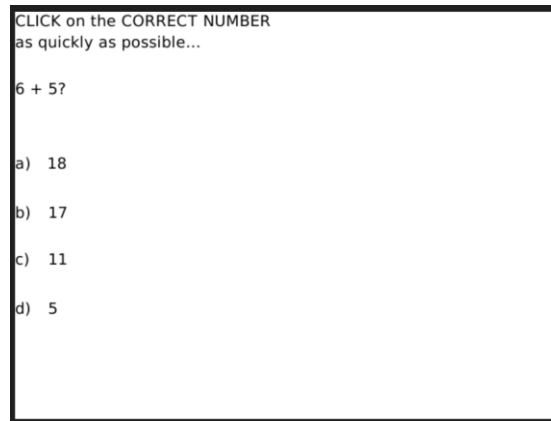 CLICK on the CORRECT NUMBER
as quickly as possible...
6 + 5?
a) 18
b) 17
c) 11
d) 5